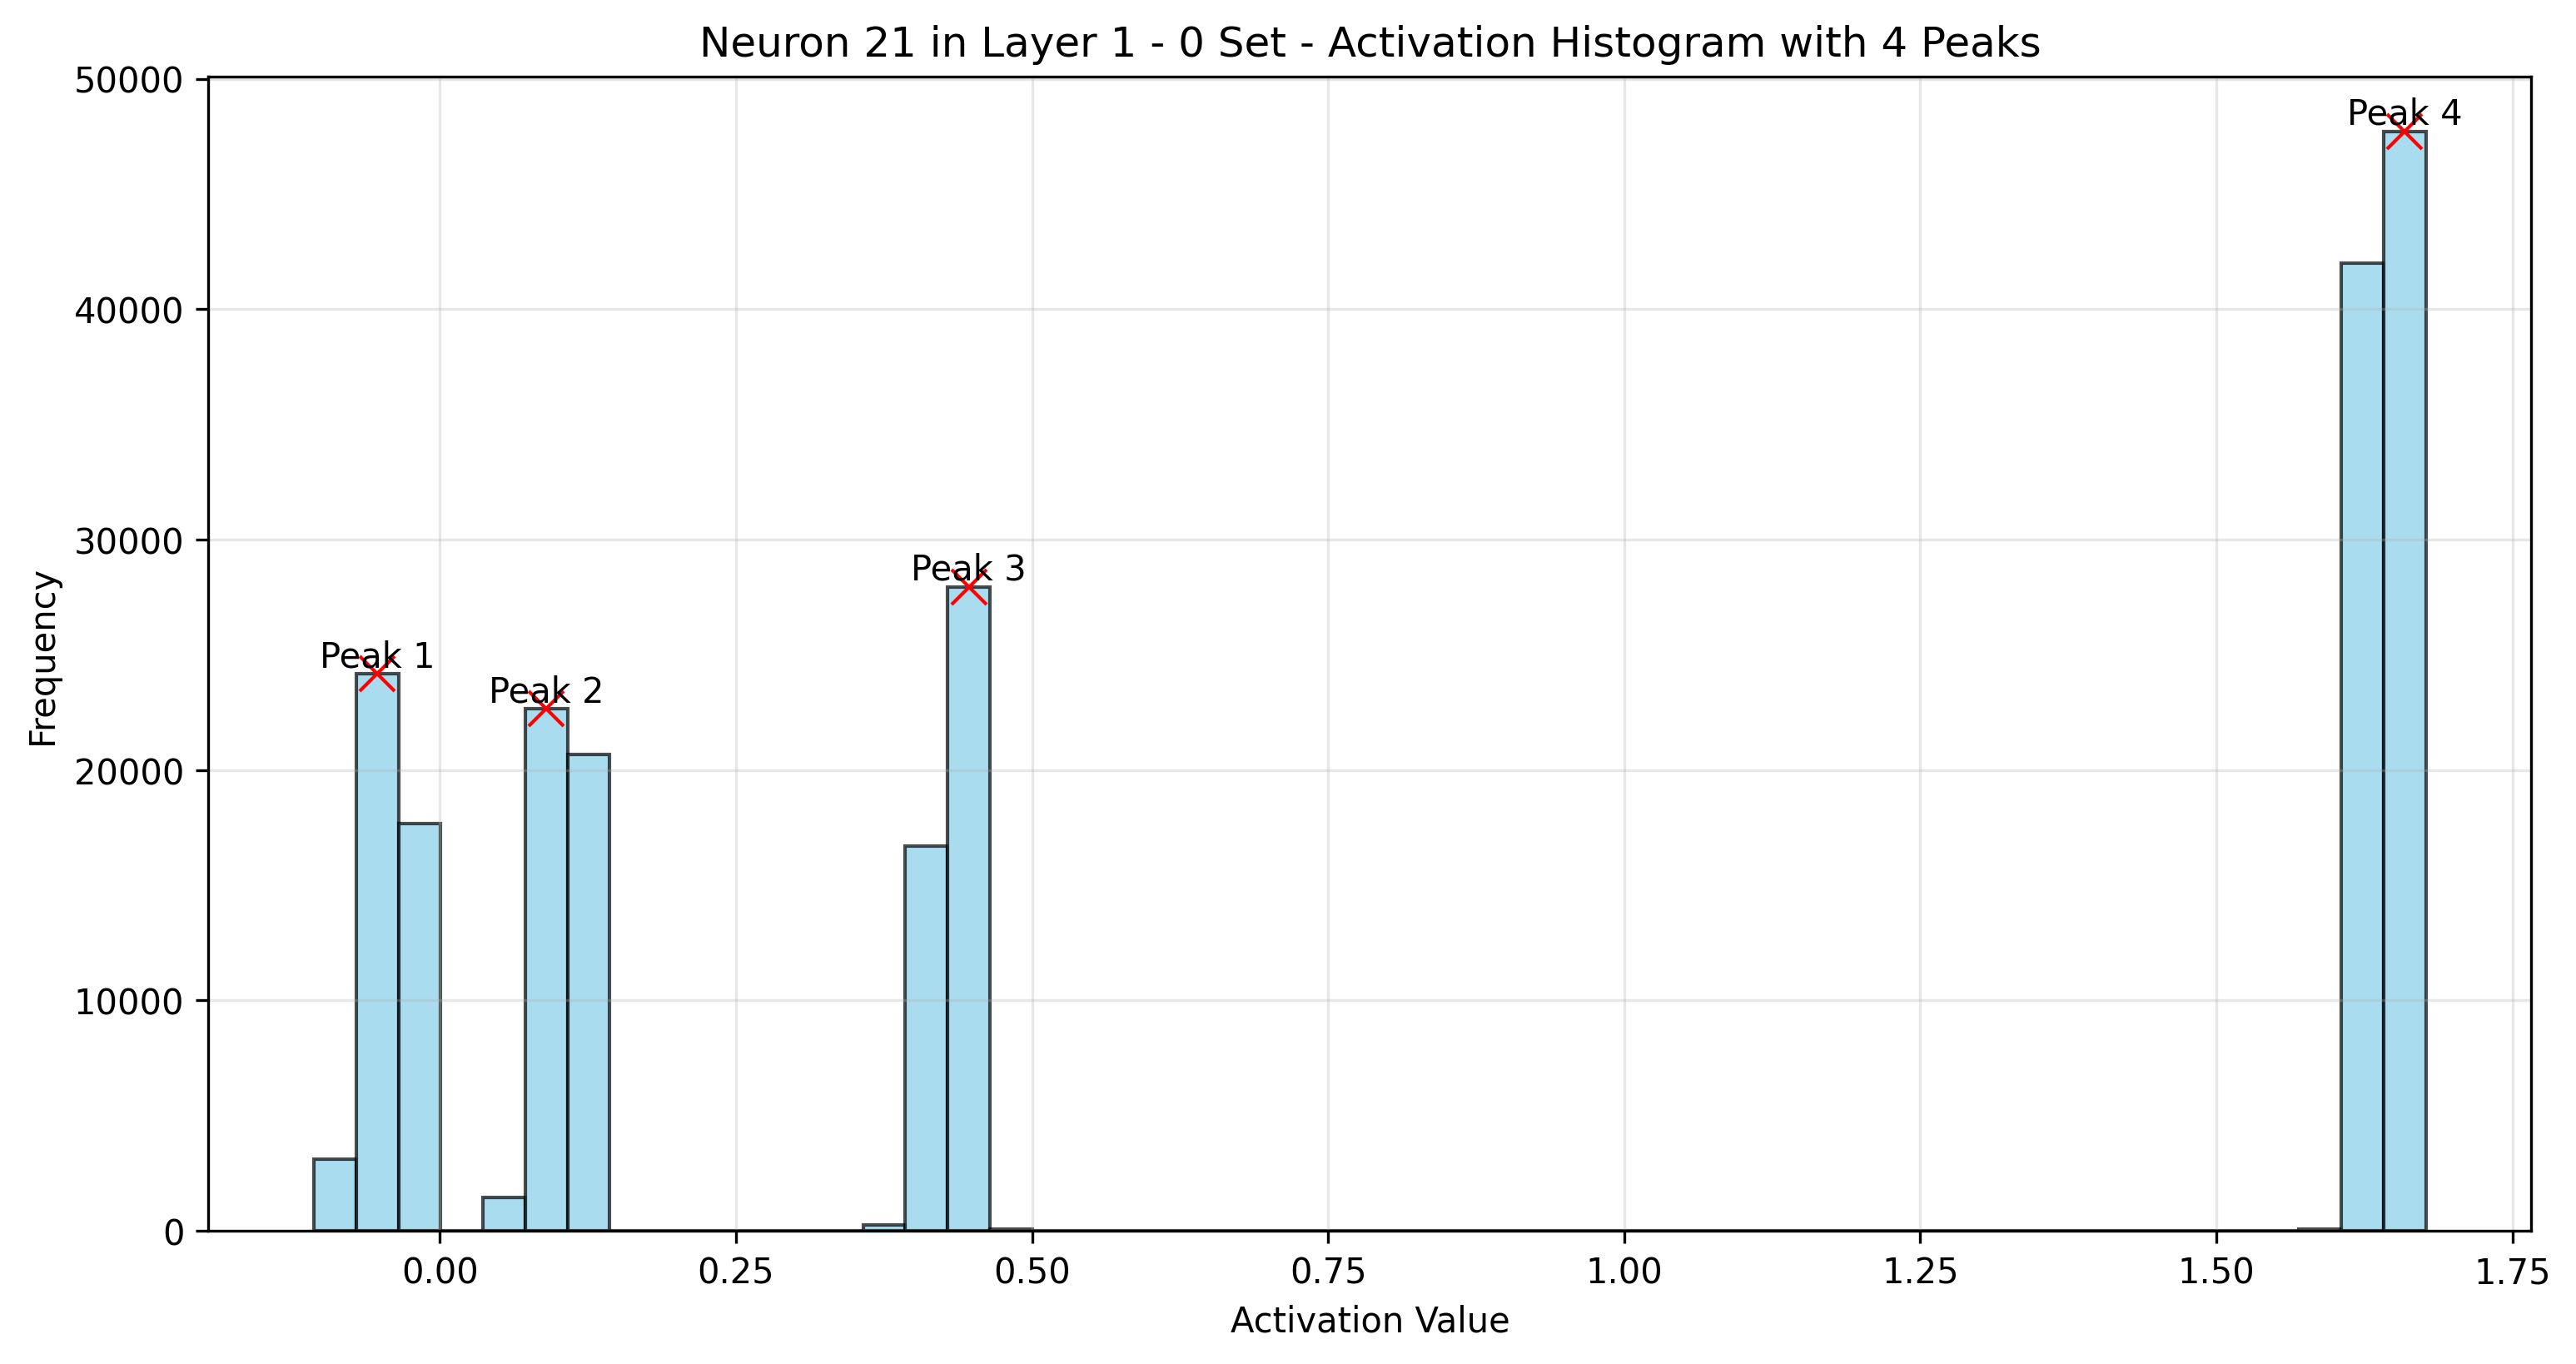 Neuron 21 in Layer 1 - 0 Set - Activation Histogram with 4 Peaks
50000
40000
30000
20000
10000
0
Frequency
Peak 1
Peak 2
Peak 3
Peak 4
0.00
0.25
0.50
0.75
1.00
1.25
1.50
1.75
Activation Value